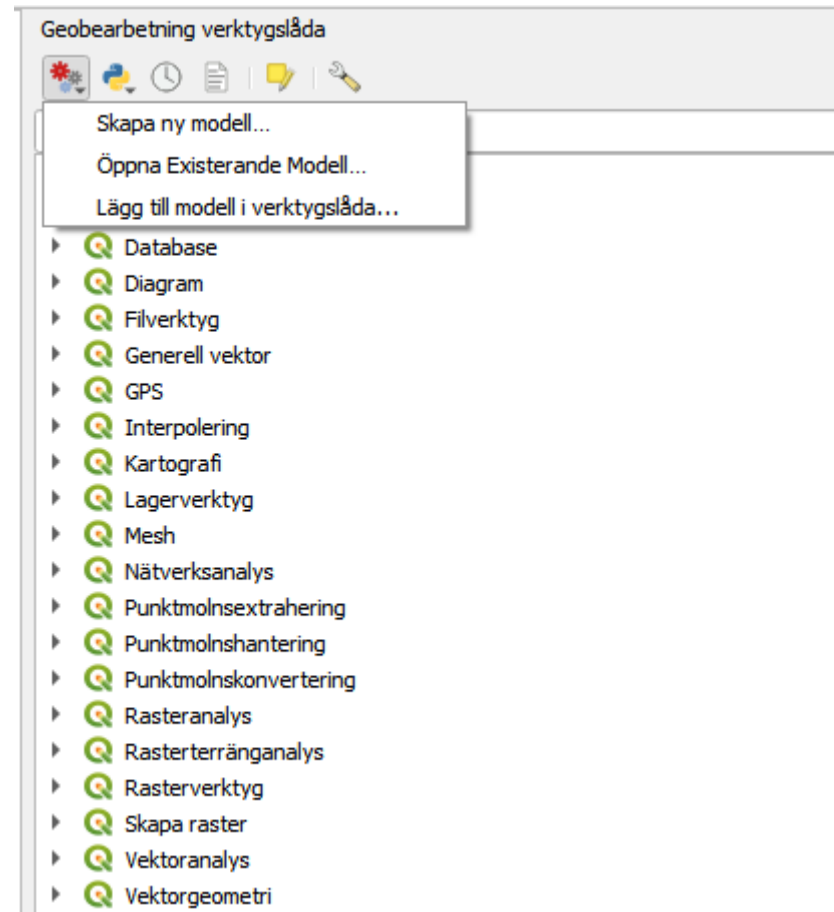 Geobearbetning verktygslåda
Skapa ny modell...
Öppna Existerande Modell...
Lägg till modell i verktygslåda...
Database
Diagram
Filverktyg
Generell vektor
GPS
Interpolering
Kartografi
Lagerverktyg
Mesh
Nätverksanalys
Punktmolnsextrahering
Punktmolnshantering
Punktmolnskonvertering
Rasteranalys
Rasterterränganalys
Rasterverktyg
Skapa raster
Vektoranalys
Vektorgeometri